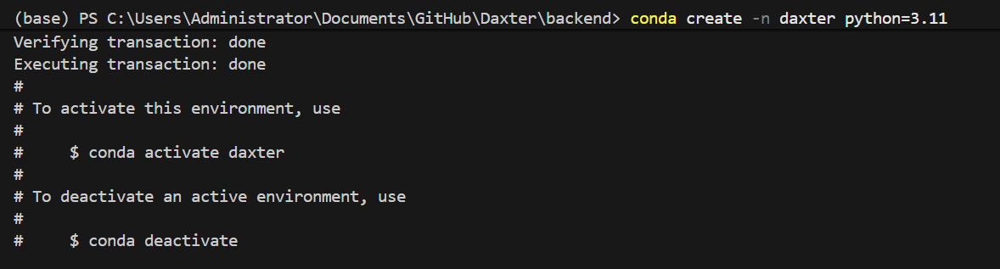 (base) PS C:\Users\Administrator\Documents\GitHub\Daxter\backend> conda create -n daxter python=3.11
Verifying transaction: done
Executing transaction: done
#
# To activate this environment, use
#
#     $ conda activate daxter
#
# To deactivate an active environment, use
#
#     $ conda deactivate